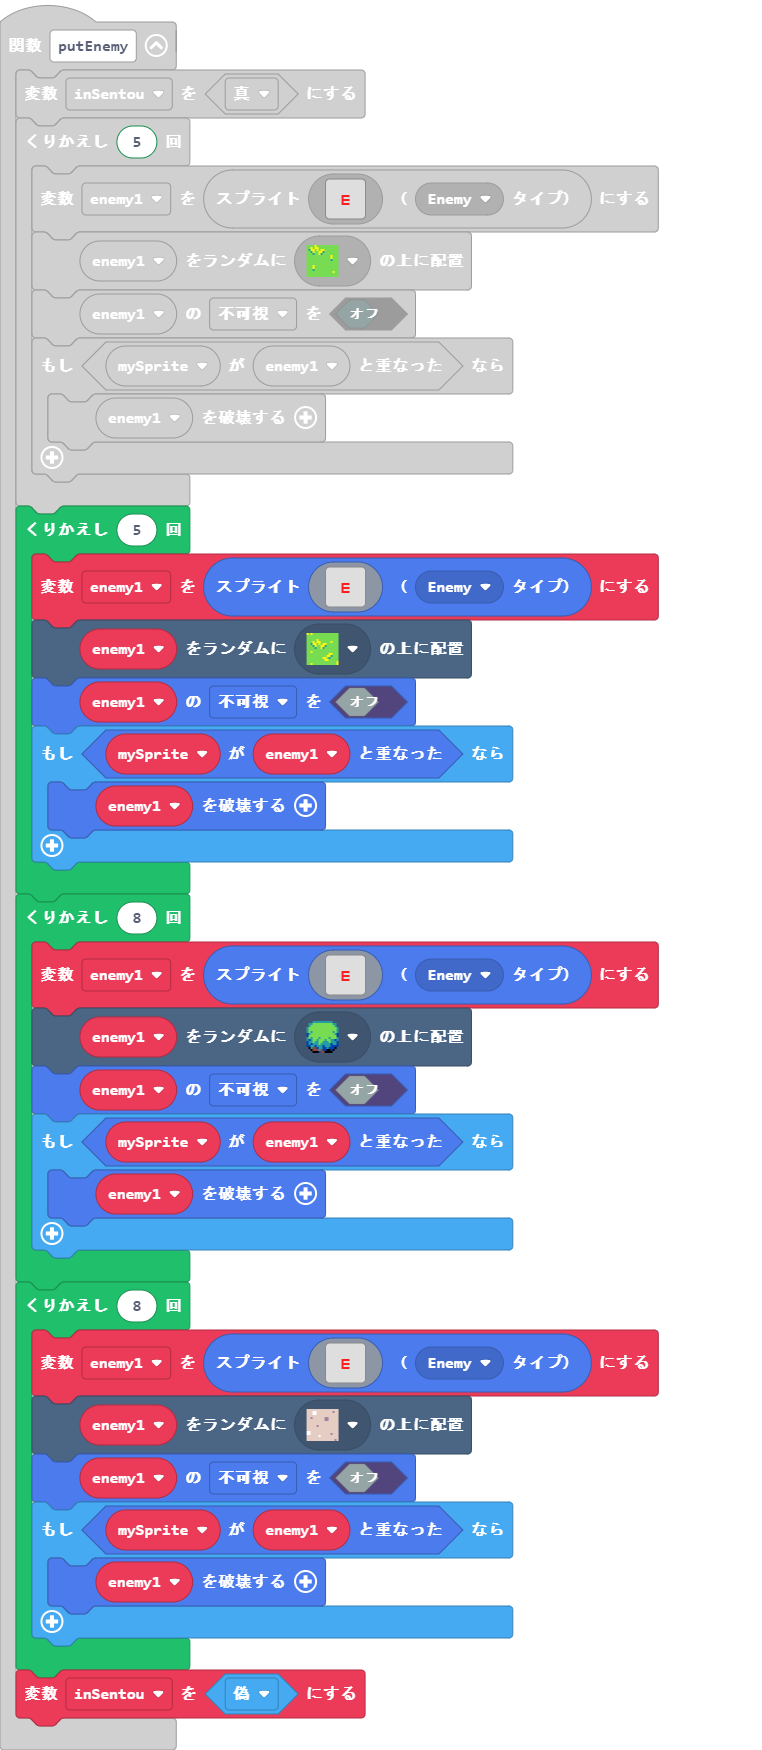 関数 putEnemy
変数 inSentou を 真 にする
くりかえし 5 回
変数 enemy1 を スプライト E ( Enemy タイプ) にする
enemy1 をランダムに の上に配置
enemy1 の 不可視 を オフ
もし mySprite が enemy1 と重なった なら
enemy1 を破壊する
くりかえし 5 回
変数 enemy1 を スプライト E ( Enemy タイプ) にする
enemy1 をランダムに の上に配置
enemy1 の 不可視 を オフ
もし mySprite が enemy1 と重なった なら
enemy1 を破壊する
くりかえし 8 回
変数 enemy1 を スプライト E ( Enemy タイプ) にする
enemy1 をランダムに の上に配置
enemy1 の 不可視 を オフ
もし mySprite が enemy1 と重なった なら
enemy1 を破壊する
くりかえし 8 回
変数 enemy1 を スプライト E ( Enemy タイプ) にする
enemy1 をランダムに の上に配置
enemy1 の 不可視 を オフ
もし mySprite が enemy1 と重なった なら
enemy1 を破壊する
変数 inSentou を 偽 にする